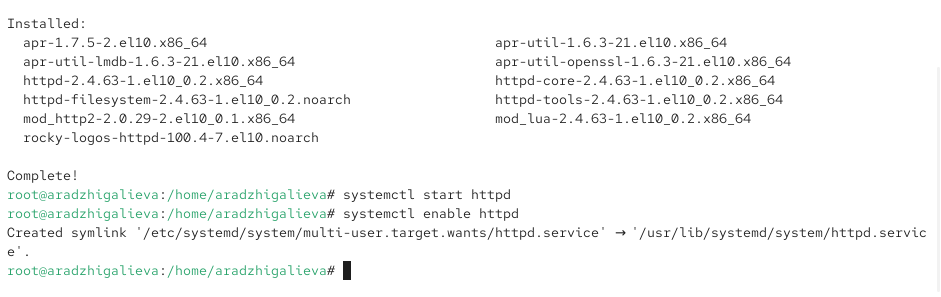 Installed:
apr-1.7.5-2.el10.x86_64 apr-util-1.6.3-21.el10.x86_64
apr-util-lmdb-1.6.3-21.el10.x86_64 apr-util-openssl-1.6.3-21.el10.x86_64
httpd-2.4.63-1.el10_0.2.x86_64 httpd-core-2.4.63-1.el10_0.2.x86_64
httpd-filesystem-2.4.63-1.el10_0.2.noarch httpd-tools-2.4.63-1.el10_0.2.x86_64
mod_http2-2.0.29-2.el10_0.1.x86_64 mod_lua-2.4.63-1.el10_0.2.x86_64
rocky-logos-httpd-100.4-7.el10.noarch
Complete!
root@aradzhigalieva:/home/aradzhigalieva# systemctl start httpd
root@aradzhigalieva:/home/aradzhigalieva# systemctl enable httpd
Created symlink '/etc/systemd/system/multi-user.target.wants/httpd.service' → '/usr/lib/systemd/system/httpd.servic
e'.
root@aradzhigalieva:/home/aradzhigalieva#